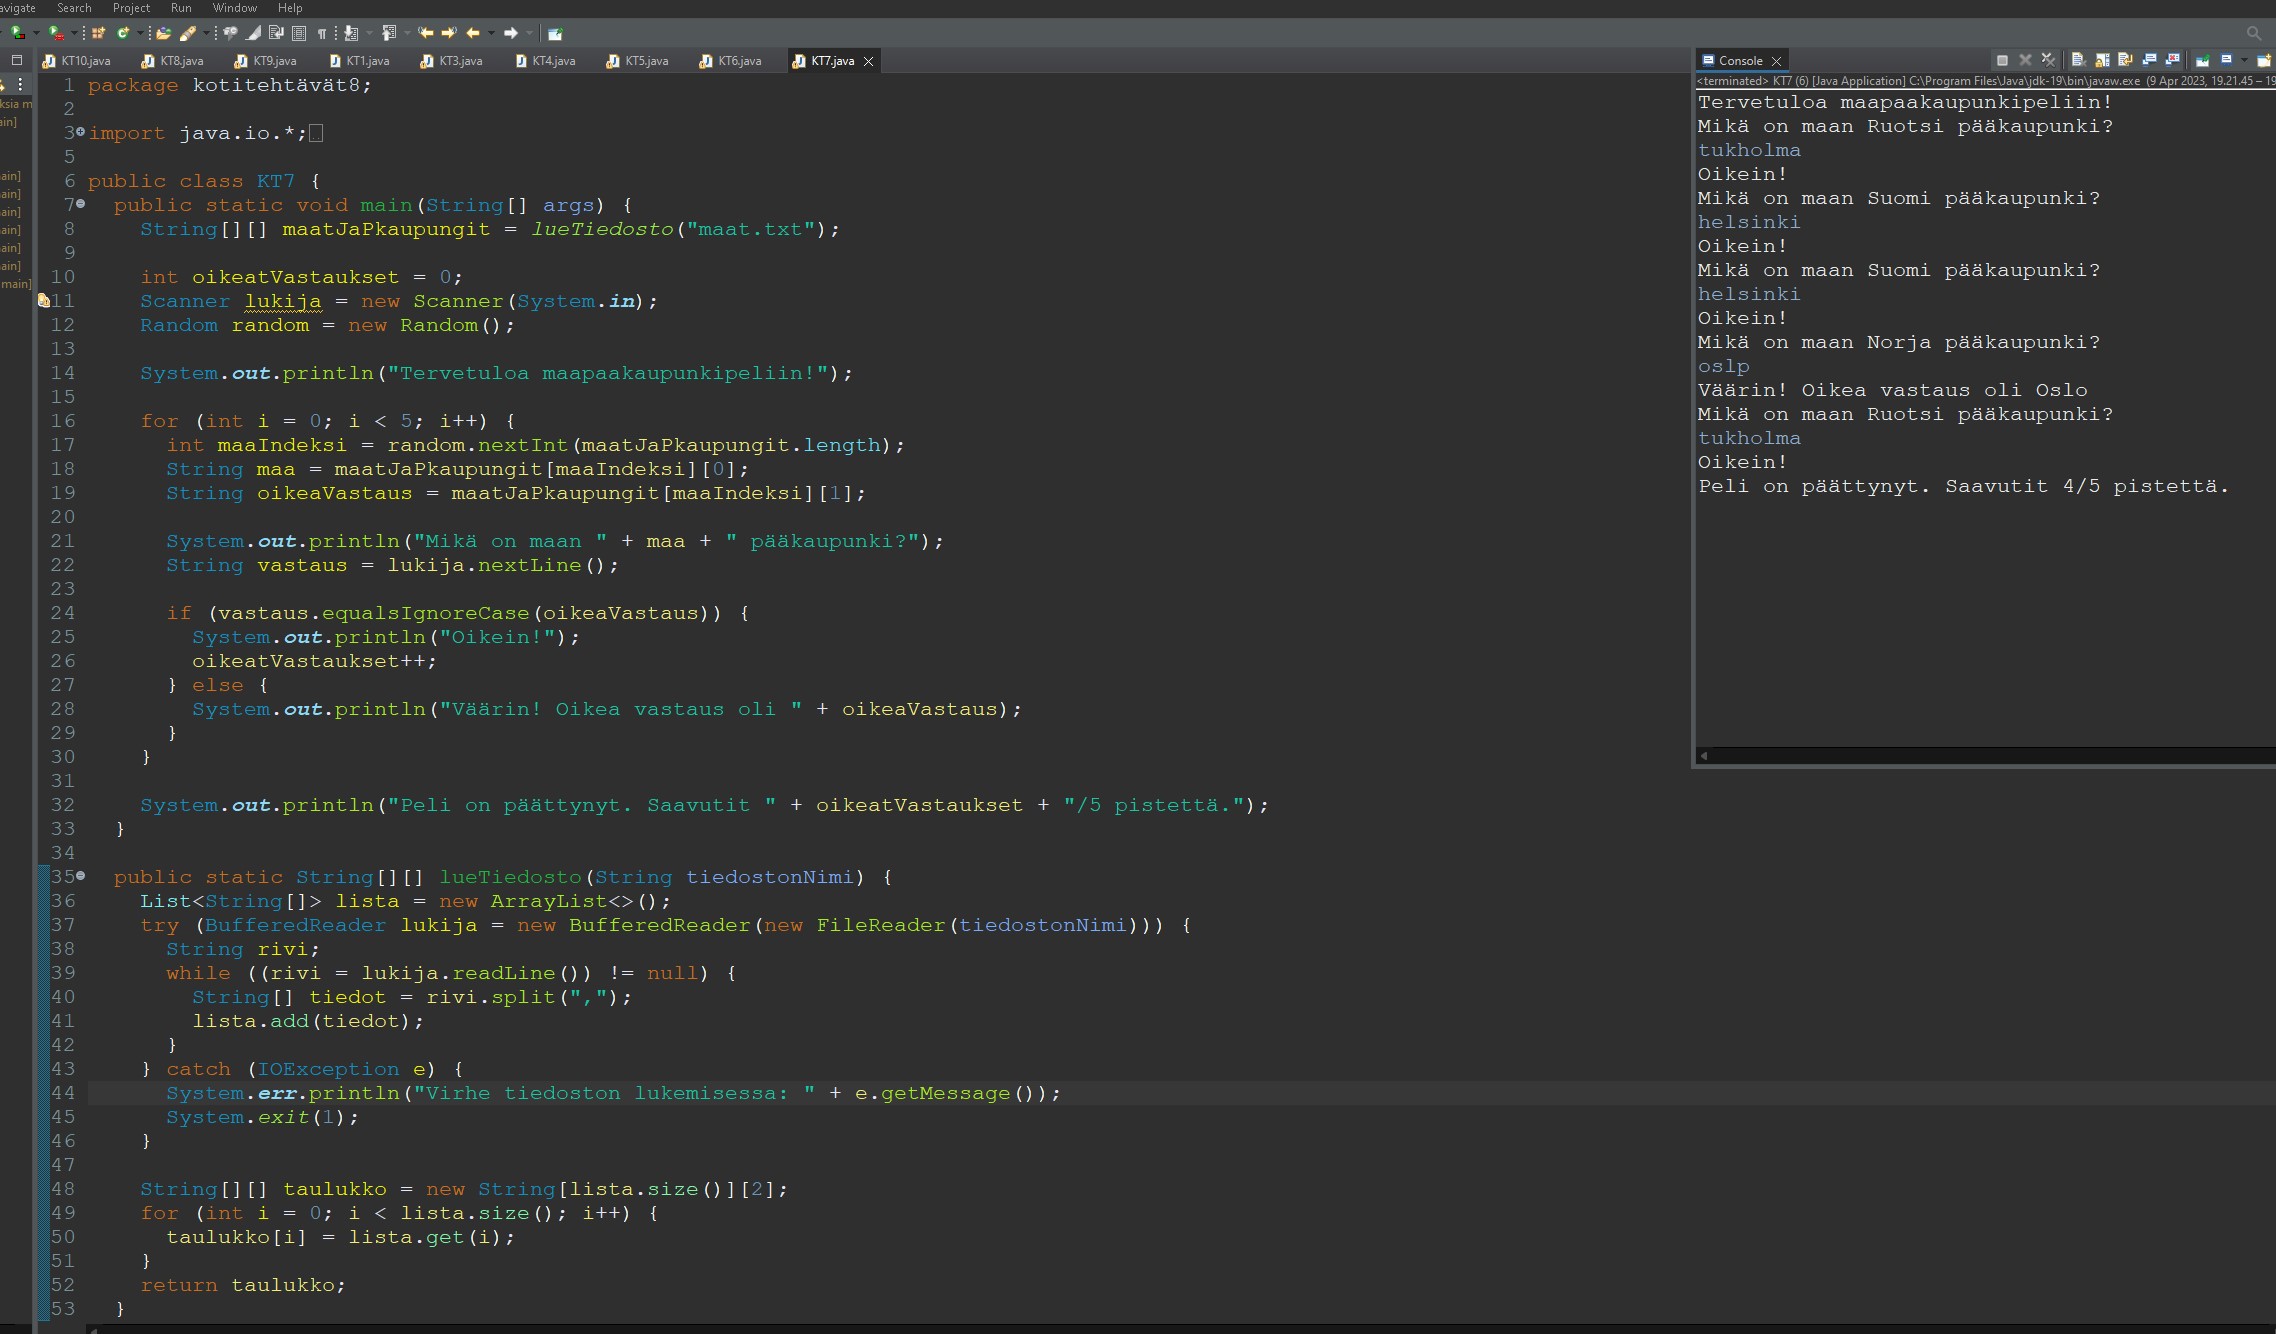 avigate Search Project Run Window Help
KT10.java KT8.java KT9.java KT1.java KT3.java KT4.java KT5.java KT6.java KT7.java
ksia m
ain]
ain]
ain]
ain]
ain]
ain]
ain]
main]
1 package kotitehtävät8;
2
3 import java.io.*;
5
6 public class KT7 {
7 public static void main(String[] args) {
8 String[][] maatJaPkaupungit = lueTiedosto("maat.txt");
9
10 int oikeatVastaukset = 0;
11 Scanner lukija = new Scanner(System.in);
12 Random random = new Random();
13
14 System.out.println("Tervetuloa maapaakaupunkipeliin!");
15
16 for (int i = 0; i < 5; i++) {
17 int maaIndeksi = random.nextInt(maatJaPkaupungit.length);
18 String maa = maatJaPkaupungit[maaIndeksi][0];
19 String oikeaVastaus = maatJaPkaupungit[maaIndeksi][1];
20
21 System.out.println("Mikä on maan " + maa + " pääkaupunki?");
22 String vastaus = lukija.nextLine();
23
24 if (vastaus.equalsIgnoreCase(oikeaVastaus)) {
25 System.out.println("Oikein!");
26 oikeatVastaukset++;
27 } else {
28 System.out.println("Väärin! Oikea vastaus oli " + oikeaVastaus);
29 }
30 }
31
32 System.out.println("Peli on päättynyt. Saavutit " + oikeatVastaukset + "/5 pistettä.");
33 }
34
35 public static String[][] lueTiedosto(String tiedostonNimi) {
36 List<String[]> lista = new ArrayList<>();
37 try (BufferedReader lukija = new BufferedReader(new FileReader(tiedostonNimi))) {
38 String rivi;
39 while ((rivi = lukija.readLine()) != null) {
40 String[] tiedot = rivi.split(",");
41 lista.add(tiedot);
42 }
43 } catch (IOException e) {
44 System.err.println("Virhe tiedoston lukemisessa: " + e.getMessage());
45 System.exit(1);
46 }
47
48 String[][] taulukko = new String[lista.size()][2];
49 for (int i = 0; i < lista.size(); i++) {
50 taulukko[i] = lista.get(i);
51 }
52 return taulukko;
53 }
Console
<terminated> KT7 (6) [Java Application] C:\Program Files\Java\jdk-19\bin\javaw.exe (9 Apr 2023, 19.21.45 – 19
Tervetuloa maapaakaupunkipeliin!
Mikä on maan Ruotsi pääkaupunki?
tukholma
Oikein!
Mikä on maan Suomi pääkaupunki?
helsinki
Oikein!
Mikä on maan Suomi pääkaupunki?
helsinki
Oikein!
Mikä on maan Norja pääkaupunki?
oslp
Väärin! Oikea vastaus oli Oslo
Mikä on maan Ruotsi pääkaupunki?
tukholma
Oikein!
Peli on päättynyt. Saavutit 4/5 pistettä.